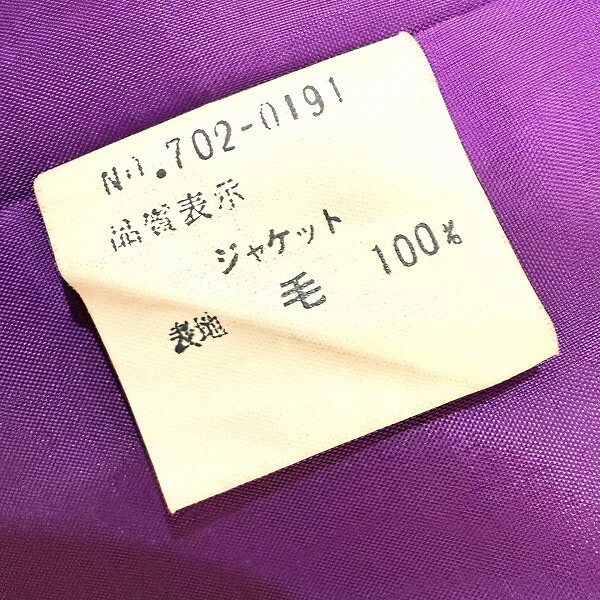 No.702-0191
品質表示
ジャケット
表地 毛 100%